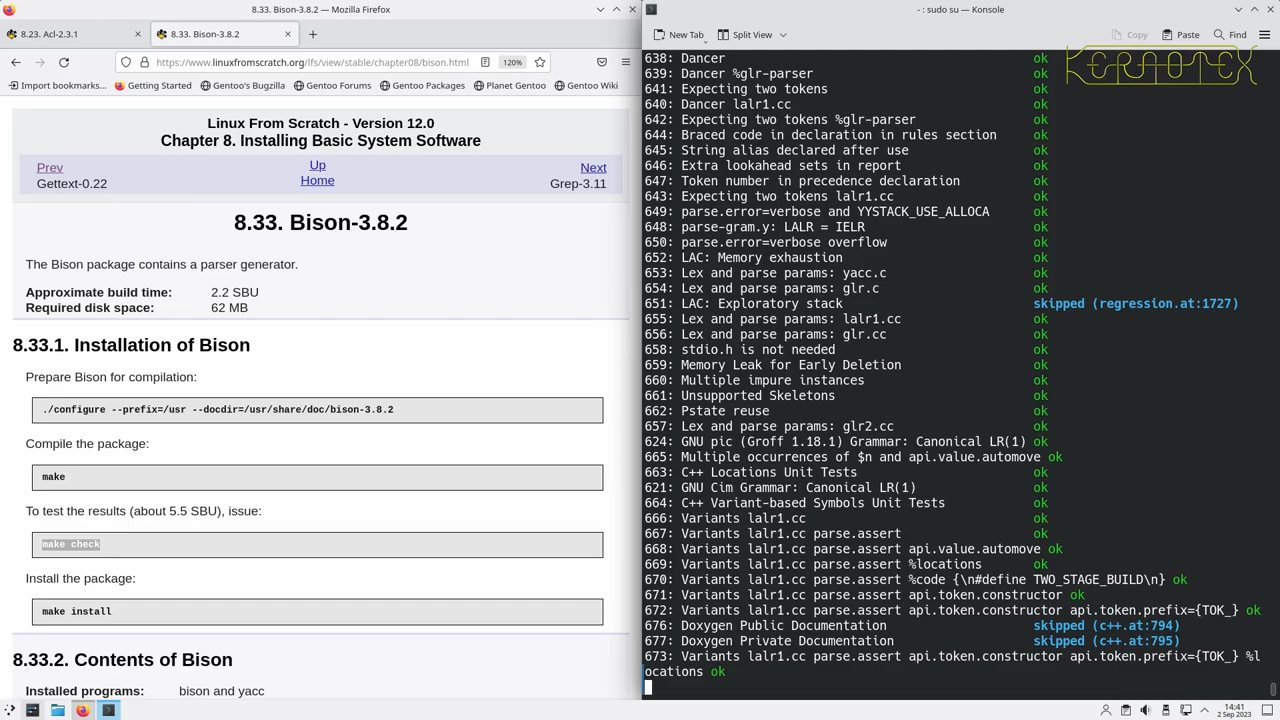 8.33. Bison-3.8.2 — Mozilla Firefox
8.23. Acl-2.3.1
8.33. Bison-3.8.2
https://www.linuxfromscratch.org/lfs/view/stable/chapter08/bison.html
120%
Import bookmarks...
Getting Started
Gentoo's Bugzilla
Gentoo Forums
Gentoo Packages
Planet Gentoo
Gentoo Wiki
Linux From Scratch - Version 12.0
Chapter 8. Installing Basic System Software
Prev
Up
Next
Gettext-0.22
Home
Grep-3.11
8.33. Bison-3.8.2
The Bison package contains a parser generator.
Approximate build time: 2.2 SBU
Required disk space: 62 MB
8.33.1. Installation of Bison
Prepare Bison for compilation:
./configure --prefix=/usr --docdir=/usr/share/doc/bison-3.8.2
Compile the package:
make
To test the results (about 5.5 SBU), issue:
make check
Install the package:
make install
8.33.2. Contents of Bison
Installed programs: bison and yacc
- : sudo su — Konsole
New Tab
Split View
Copy
Paste
Find
KERNOTEX
638: Dancer ok
639: Dancer %glr-parser ok
641: Expecting two tokens ok
640: Dancer lalr1.cc ok
642: Expecting two tokens %glr-parser ok
644: Braced code in declaration in rules section ok
645: String alias declared after use ok
646: Extra lookahead sets in report ok
647: Token number in precedence declaration ok
643: Expecting two tokens lalr1.cc ok
649: parse.error=verbose and YYSTACK_USE_ALLOCA ok
648: parse-gram.y: LALR = IELR ok
650: parse.error=verbose overflow ok
652: LAC: Memory exhaustion ok
653: Lex and parse params: yacc.c ok
654: Lex and parse params: glr.c ok
651: LAC: Exploratory stack skipped (regression.at:1727)
655: Lex and parse params: lalr1.cc ok
656: Lex and parse params: glr.cc ok
658: stdio.h is not needed ok
659: Memory Leak for Early Deletion ok
660: Multiple impure instances ok
661: Unsupported Skeletons ok
662: Pstate reuse ok
657: Lex and parse params: glr2.cc ok
624: GNU pic (Groff 1.18.1) Grammar: Canonical LR(1) ok
665: Multiple occurrences of $n and api.value.automove ok
663: C++ Locations Unit Tests ok
621: GNU Cim Grammar: Canonical LR(1) ok
664: C++ Variant-based Symbols Unit Tests ok
666: Variants lalr1.cc ok
667: Variants lalr1.cc parse.assert ok
668: Variants lalr1.cc parse.assert api.value.automove ok
669: Variants lalr1.cc parse.assert %locations ok
670: Variants lalr1.cc parse.assert %code {\n#define TWO_STAGE_BUILD\n} ok
671: Variants lalr1.cc parse.assert api.token.constructor ok
672: Variants lalr1.cc parse.assert api.token.constructor api.token.prefix={TOK_} ok
676: Doxygen Public Documentation skipped (c++.at:794)
677: Doxygen Private Documentation skipped (c++.at:795)
673: Variants lalr1.cc parse.assert api.token.constructor api.token.prefix={TOK_} %l
ocations ok
14:41
2 Sep 2023